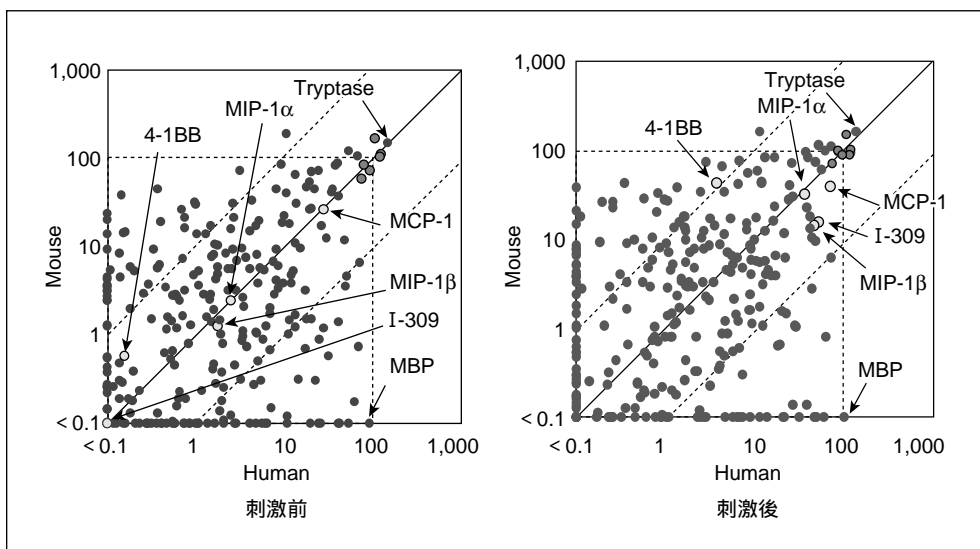 1,000
100
10
1
< 0.1
Mouse
4-1BB
MIP-1α
Tryptase
MCP-1
MIP-1β
I-309
MBP
< 0.1
1
10
100
1,000
Human
刺激前
1,000
100
10
1
< 0.1
Mouse
4-1BB
MIP-1α
Tryptase
MCP-1
I-309
MIP-1β
MBP
< 0.1
1
10
100
1,000
Human
刺激後